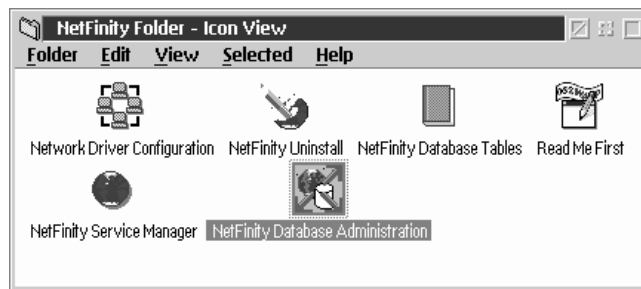 NetFinity Folder - Icon View
Folder Edit View Selected Help
Network Driver Configuration NetFinity Uninstall NetFinity Database Tables Read Me First
NetFinity Service Manager NetFinity Database Administration